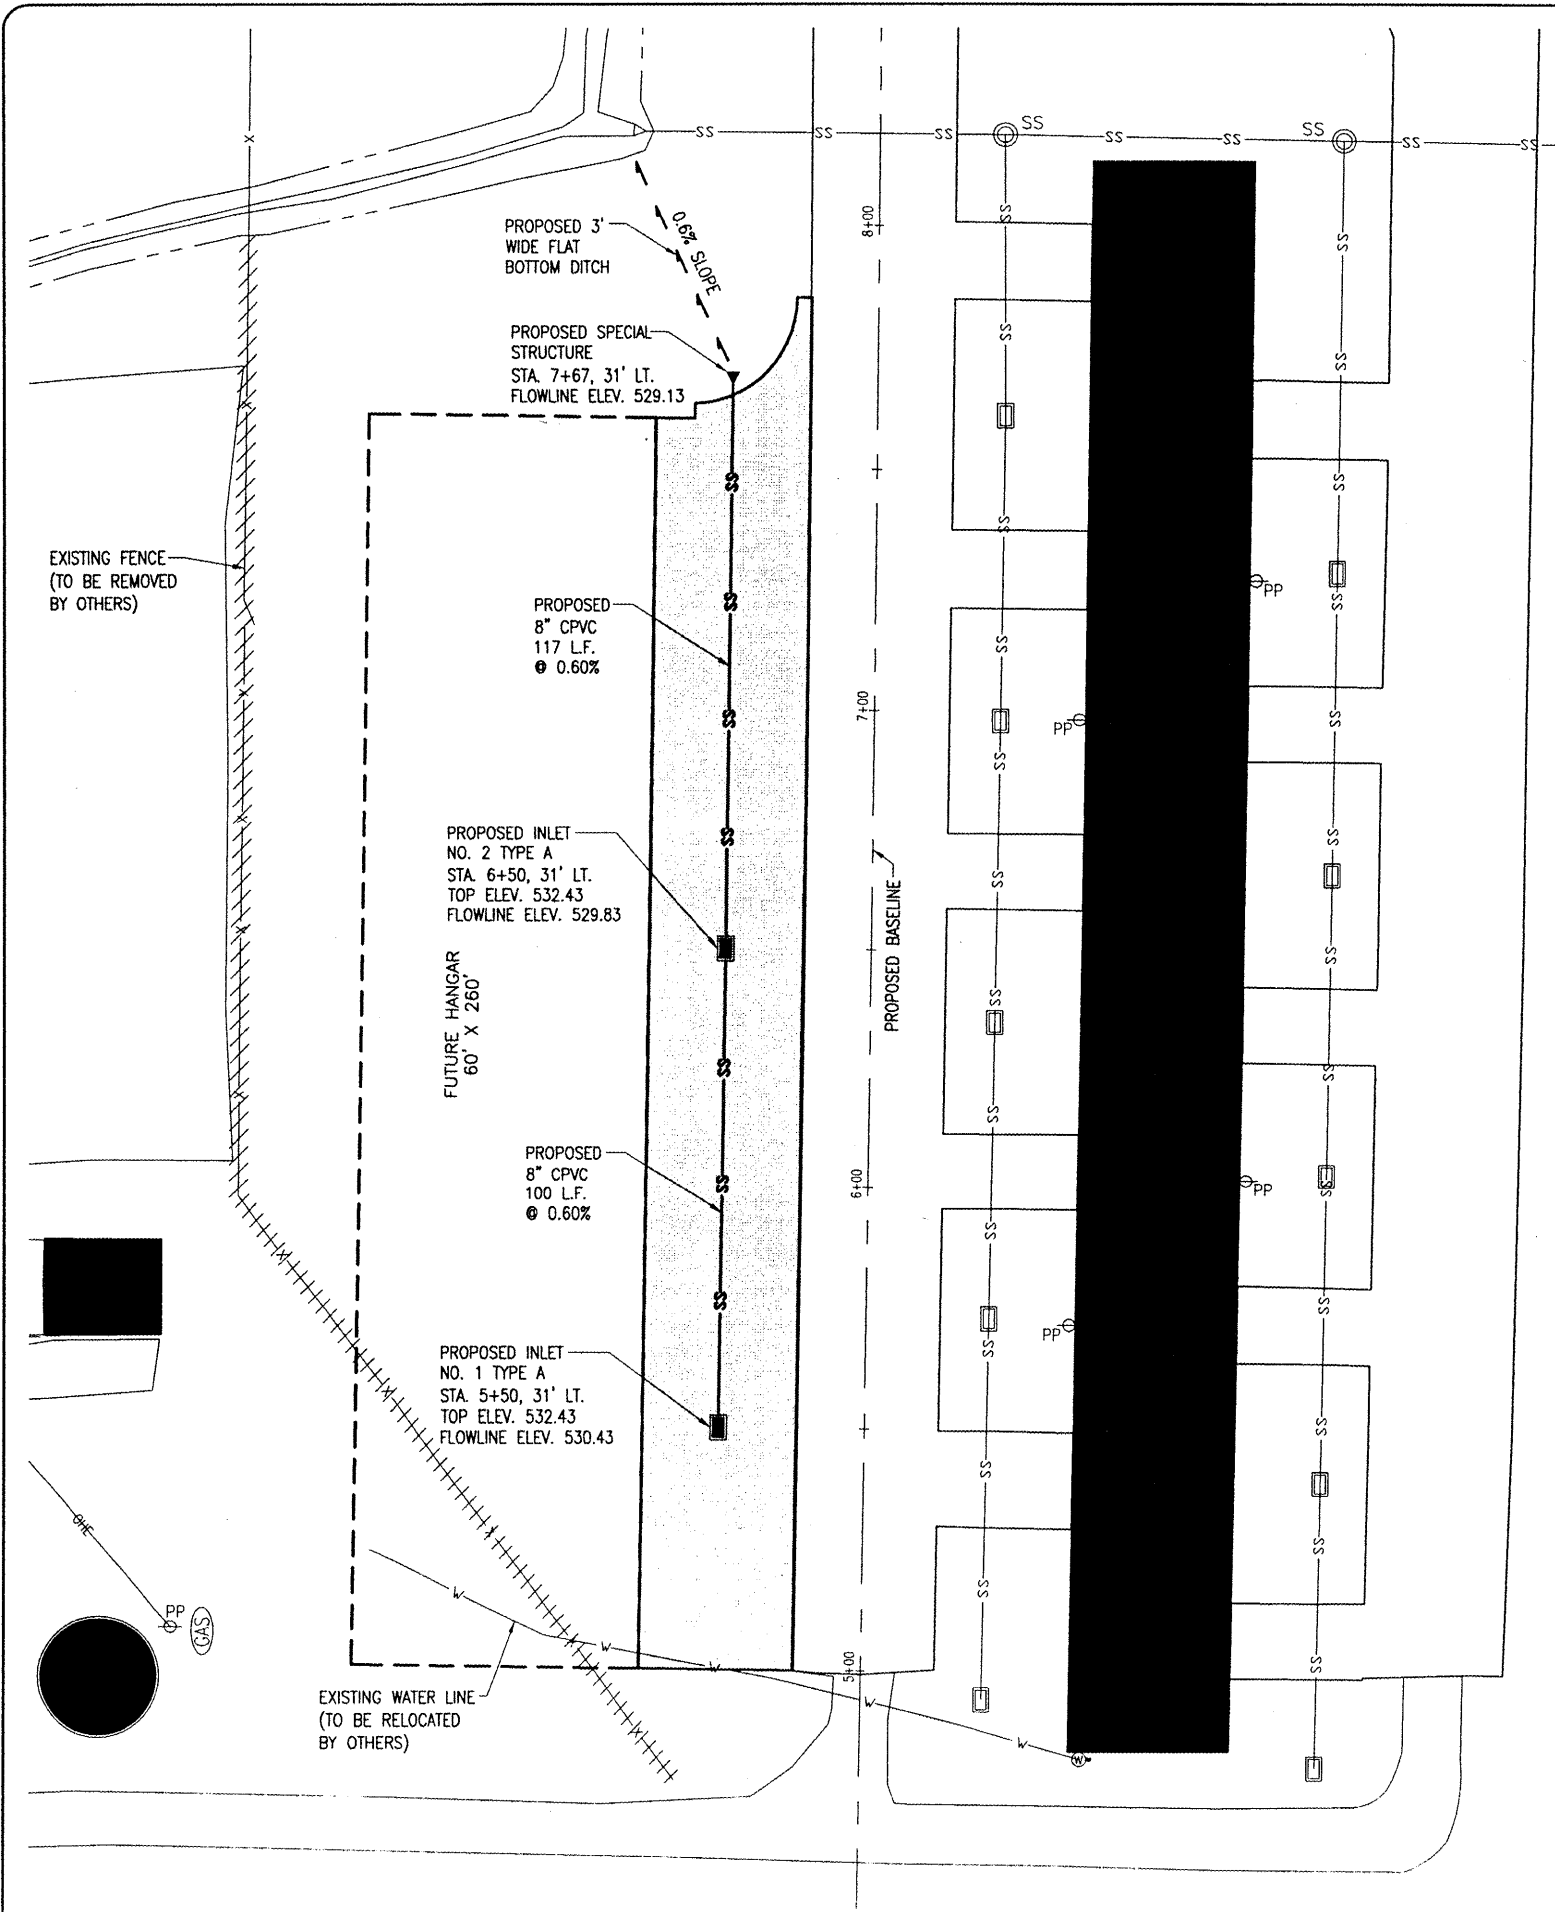 SS
SS
SS
SS
SS
SS
SS
SS
SS
SS
X
PROPOSED 3'
WIDE FLAT
BOTTOM DITCH
0.6% SLOPE
8+00
PROPOSED SPECIAL
STRUCTURE
STA. 7+67, 31' LT.
FLOWLINE ELEV. 529.13
EXISTING FENCE
(TO BE REMOVED
BY OTHERS)
PROPOSED
8" CPVC
117 L.F.
@ 0.60%
PP
7+00
PP
PROPOSED INLET
NO. 2 TYPE A
STA. 6+50, 31' LT.
TOP ELEV. 532.43
FLOWLINE ELEV. 529.83
PROPOSED BASELINE
FUTURE HANGAR
60' X 260'
PROPOSED
8" CPVC
100 L.F.
@ 0.60%
6+00
PP
PP
PROPOSED INLET
NO. 1 TYPE A
STA. 5+50, 31' LT.
TOP ELEV. 532.43
FLOWLINE ELEV. 530.43
OHE
PP
GAS
W
W
W
5+00
W
W
W
EXISTING WATER LINE
(TO BE RELOCATED
BY OTHERS)